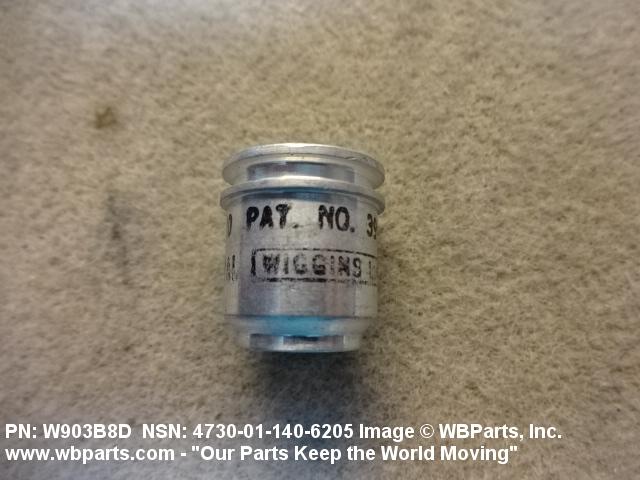 PAT. NO.
WIGGINS
PN: W903B8D NSN: 4730-01-140-6205 Image © WBParts, Inc.
www.wbparts.com - "Our Parts Keep the World Moving"